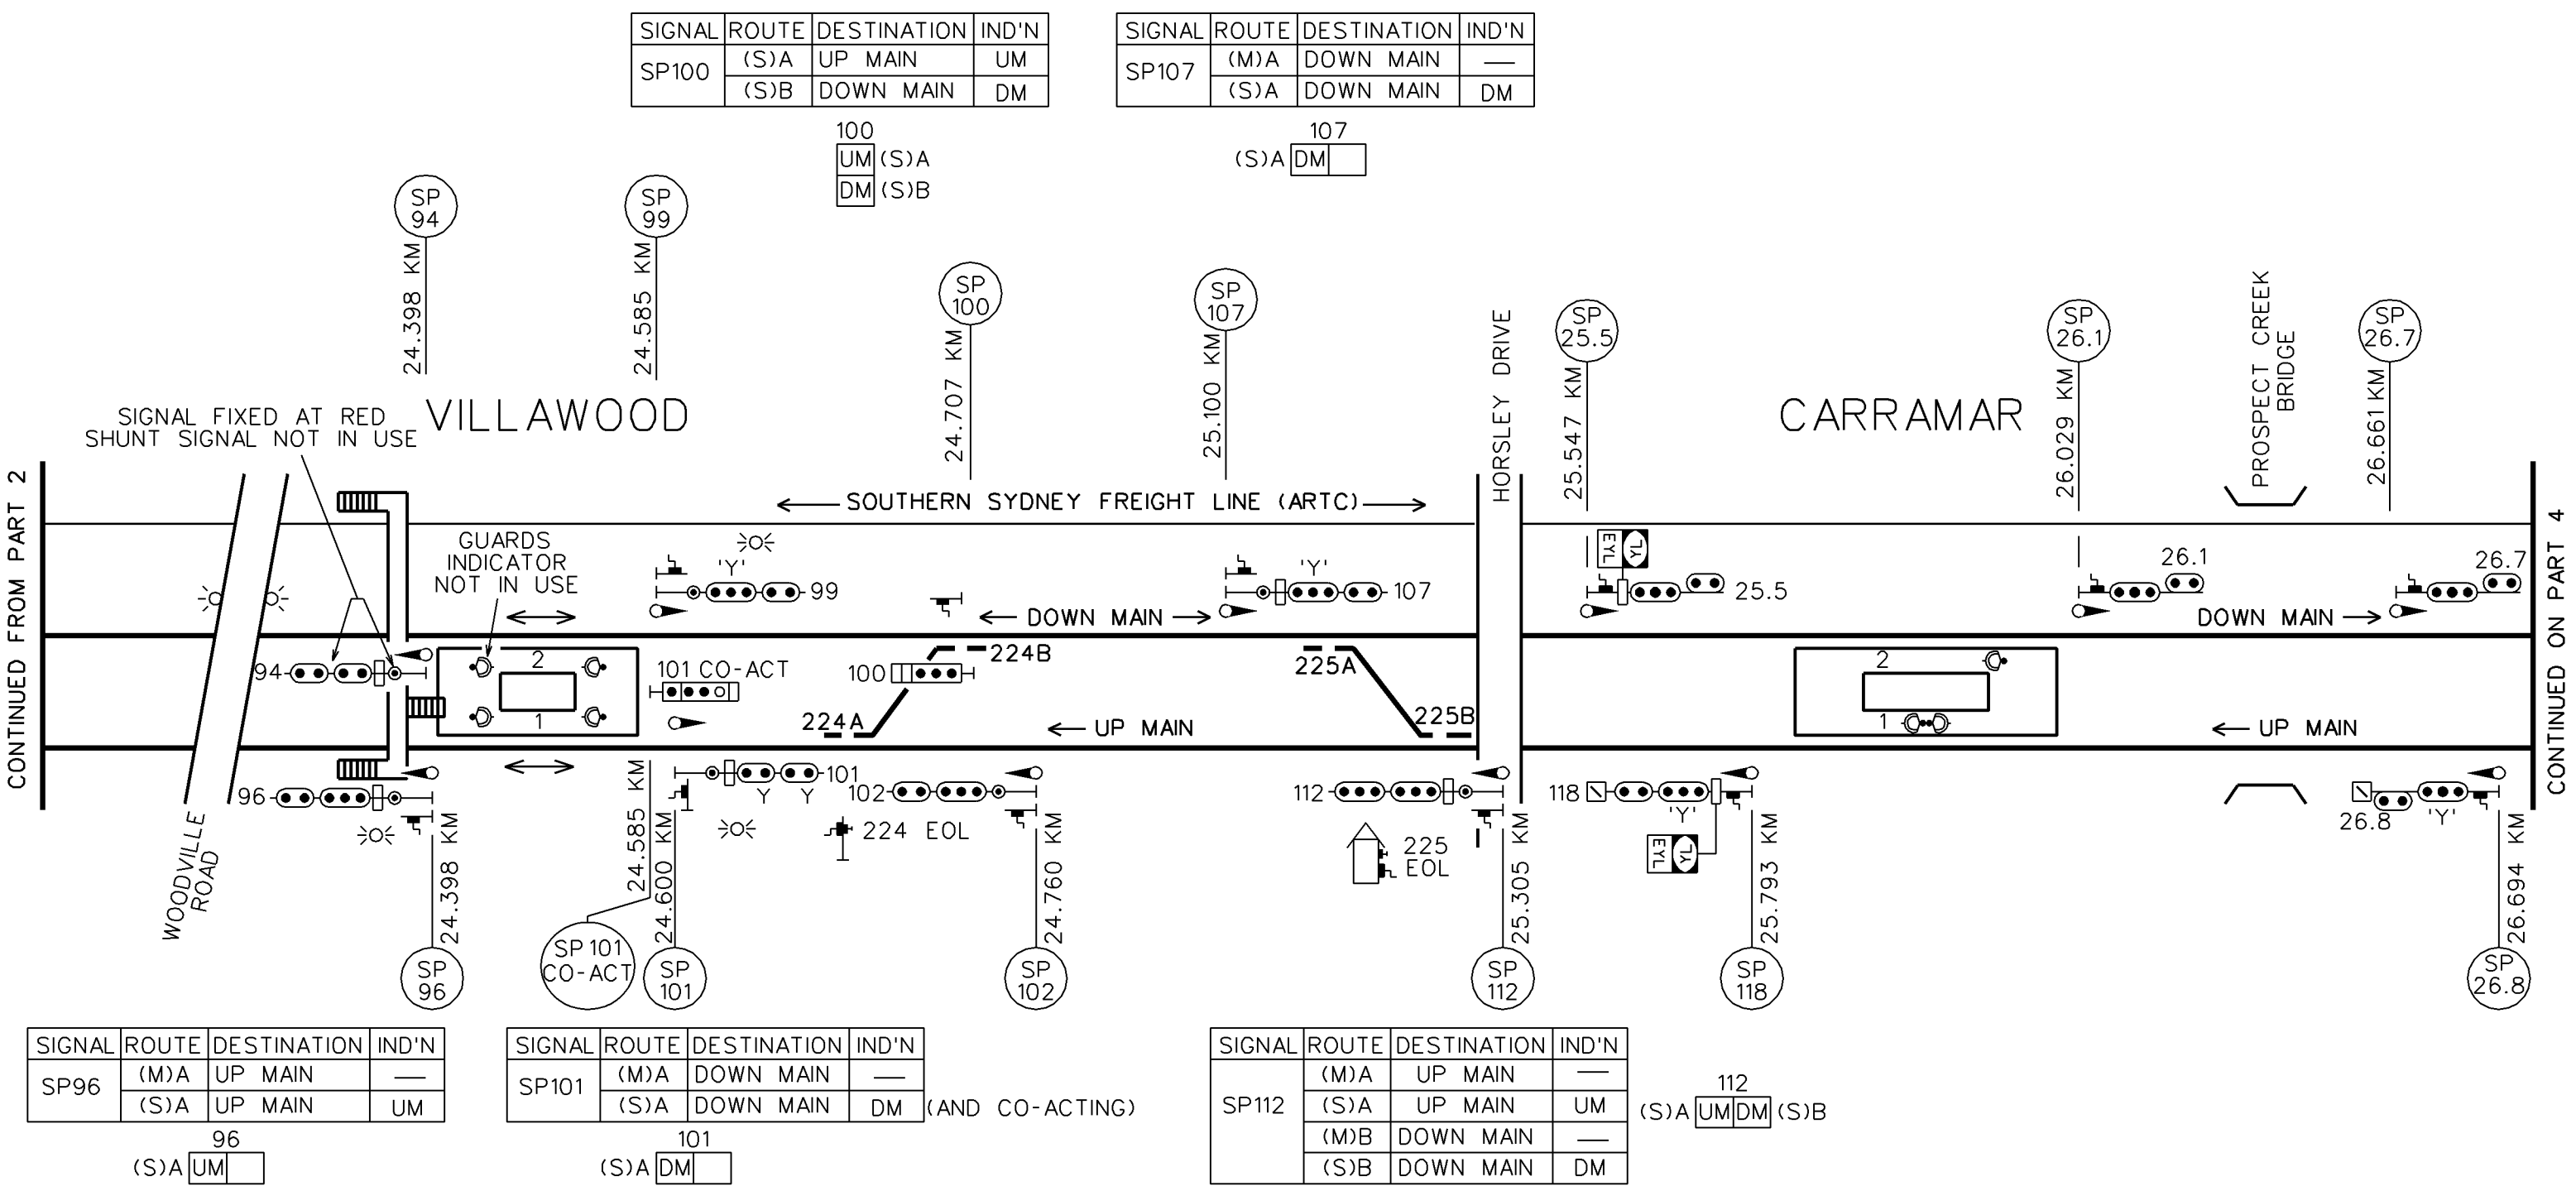 SIGNAL ROUTE DESTINATION IND'N
SP100 (S)A UP MAIN UM
(S)B DOWN MAIN DM
SIGNAL ROUTE DESTINATION IND'N
SP107 (M)A DOWN MAIN —
(S)A DOWN MAIN DM
100
UM (S)A
DM (S)B
107
(S)A DM
SP
94
24.398 KM
SP
99
24.585 KM
SP
100
24.707 KM
SP
107
25.100 KM
HORSLEY DRIVE
SP
25.5
25.547 KM
SP
26.1
26.029 KM
PROSPECT CREEK
BRIDGE
SP
26.7
26.661 KM
SIGNAL FIXED AT RED
SHUNT SIGNAL NOT IN USE
VILLAWOOD
CARRAMAR
CONTINUED FROM PART 2
CONTINUED ON PART 4
SOUTHERN SYDNEY FREIGHT LINE (ARTC)
GUARDS
INDICATOR
NOT IN USE
'Y'
99
'Y'
107
EYL
YL
25.5
26.1
26.7
DOWN MAIN
DOWN MAIN
94
2
1
101 CO-ACT
100
224B
224A
225A
225B
UP MAIN
2
1
UP MAIN
96
24.585 KM
101
Y Y
102
224 EOL
112
225
EOL
118
'Y'
EYL
YL
26.8
'Y'
WOODVILLE
ROAD
24.398 KM
SP
96
SP 101
CO-ACT
24.600 KM
SP
101
24.760 KM
SP
102
25.305 KM
SP
112
25.793 KM
SP
118
26.694 KM
SP
26.8
SIGNAL ROUTE DESTINATION IND'N
SP96 (M)A UP MAIN —
(S)A UP MAIN UM
96
(S)A UM
SIGNAL ROUTE DESTINATION IND'N
SP101 (M)A DOWN MAIN —
(S)A DOWN MAIN DM (AND CO-ACTING)
101
(S)A DM
SIGNAL ROUTE DESTINATION IND'N
SP112 (M)A UP MAIN —
(S)A UP MAIN UM
(M)B DOWN MAIN —
(S)B DOWN MAIN DM
112
(S)A UM DM (S)B